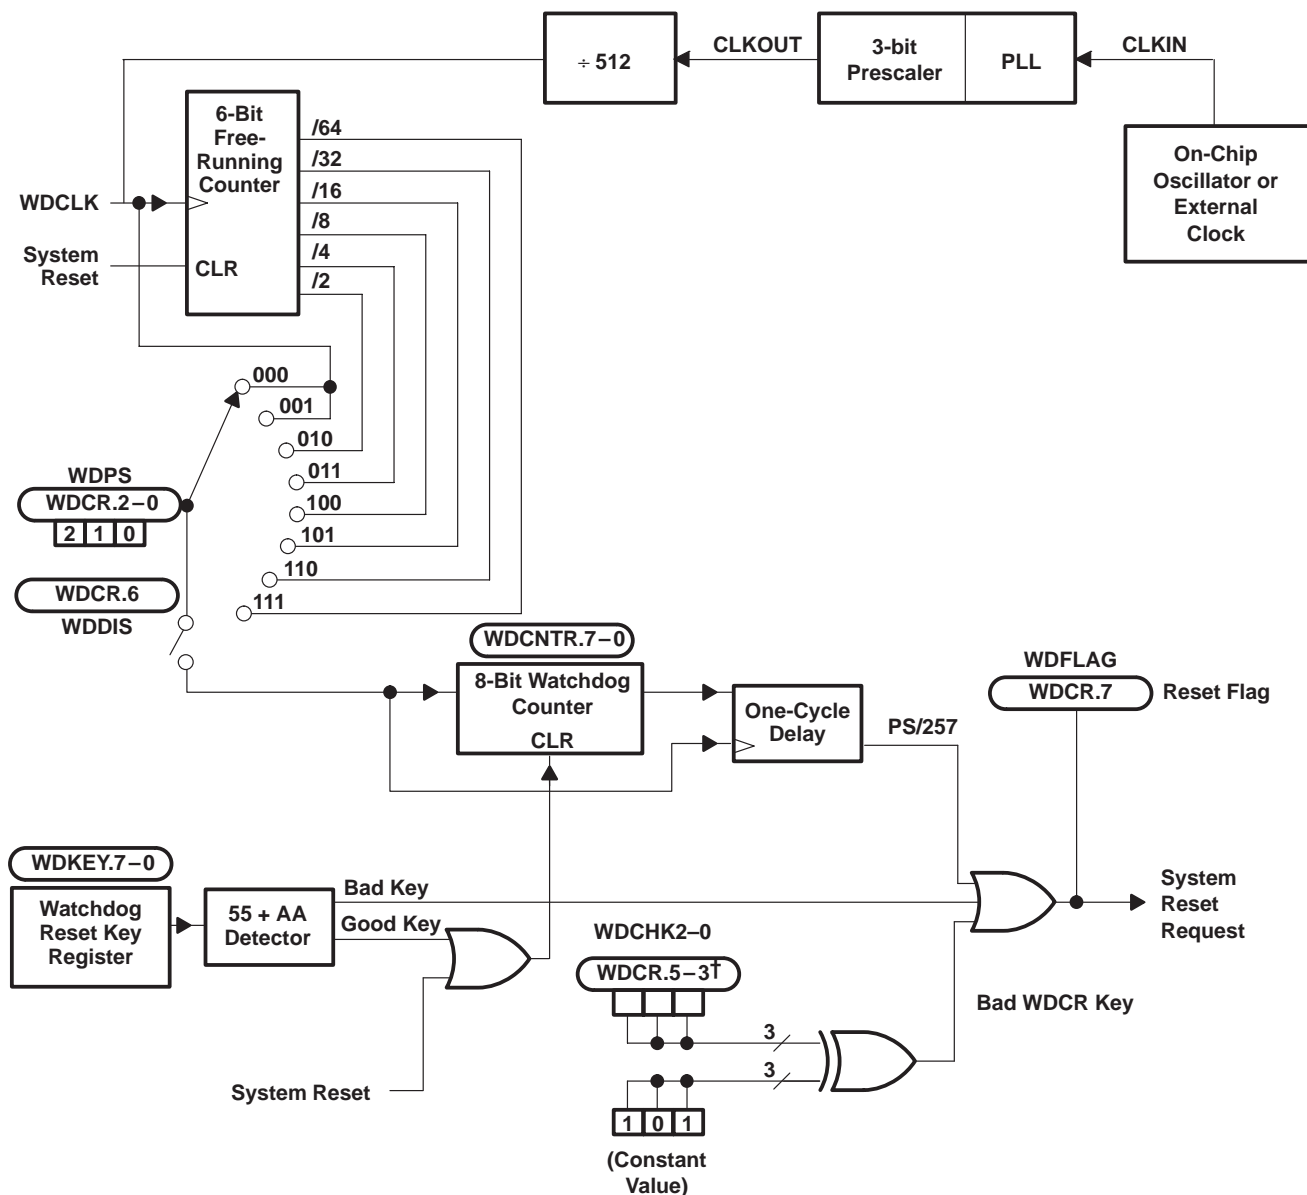 ÷ 512
CLKOUT
3-bit
Prescaler
PLL
CLKIN
On-Chip
Oscillator or
External
Clock
6-Bit
Free-
Running
Counter
CLR
/64
/32
/16
/8
/4
/2
WDCLK
System
Reset
000
001
010
011
100
101
110
111
WDPS
WDCR.2–0
2 1 0
WDCR.6
WDDIS
WDCNTR.7–0
8-Bit Watchdog
Counter
CLR
One-Cycle
Delay
PS/257
WDFLAG
WDCR.7
Reset Flag
WDKEY.7–0
Watchdog
Reset Key
Register
55 + AA
Detector
Bad Key
Good Key
System Reset
WDCHK2–0
WDCR.5–3†
3
3
1 0 1
(Constant
Value)
Bad WDCR Key
System
Reset
Request